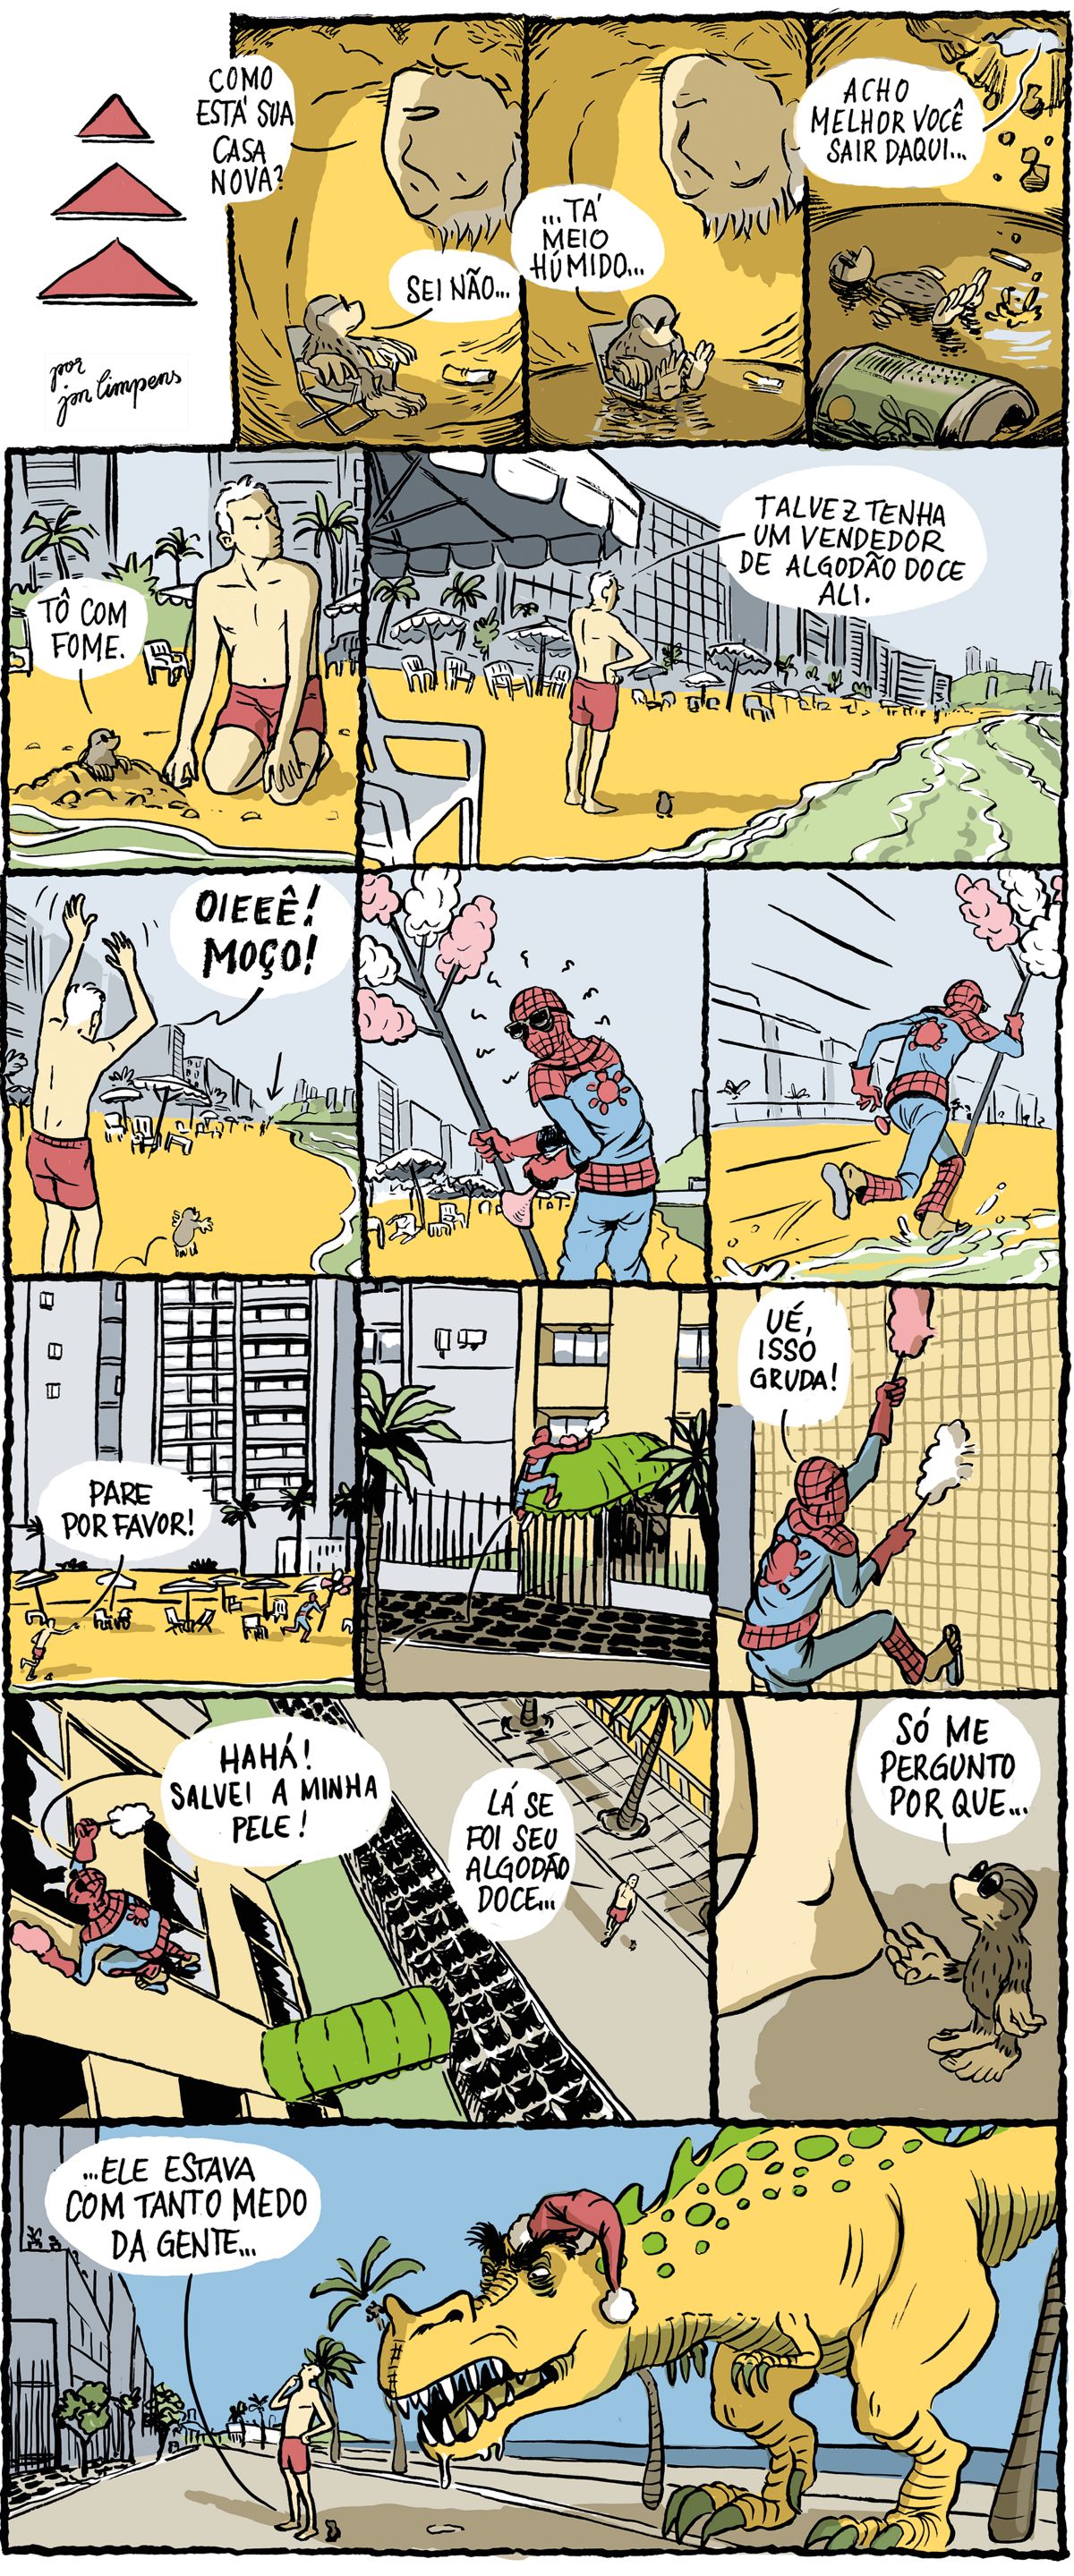 COMO
ESTÁ SUA
CASA
NOVA?
SEI NÃO...
...TÁ
MEIO
HÚMIDO...
ACHO
MELHOR VOCÊ
SAIR DAQUI...
por
jan limpens
TÔ COM
FOME.
TALVEZ TENHA
UM VENDEDOR
DE ALGODÃO DOCE
ALI.
OIEEÊ!
MOÇO!
PARE
POR FAVOR!
UÉ,
ISSO
GRUDA!
HAHÁ!
SALVEI A MINHA
PELE!
LÁ SE
FOI SEU
ALGODÃO
DOCE...
SÓ ME
PERGUNTO
POR QUE...
...ELE ESTAVA
COM TANTO MEDO
DA GENTE...